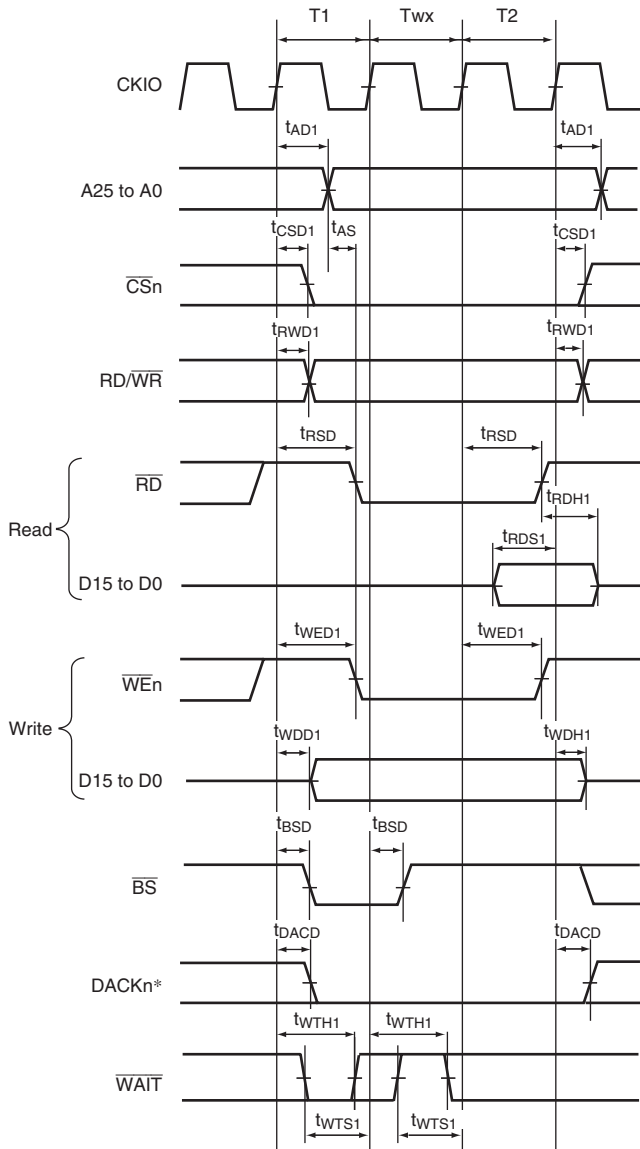 T1 Twx T2
CKIO
tAD1 tAD1
A25 to A0
tCSD1 tAS tCSD1
CSn
tRWD1 tRWD1
RD/WR
tRSD tRSD
RD
tRDH1
Read
tRDS1
D15 to D0
tWED1 tWED1
WEn
Write
tWDD1 tWDH1
D15 to D0
tBSD tBSD
BS
tDACD tDACD
DACKn*
tWTH1 tWTH1
WAIT
tWTS1 tWTS1